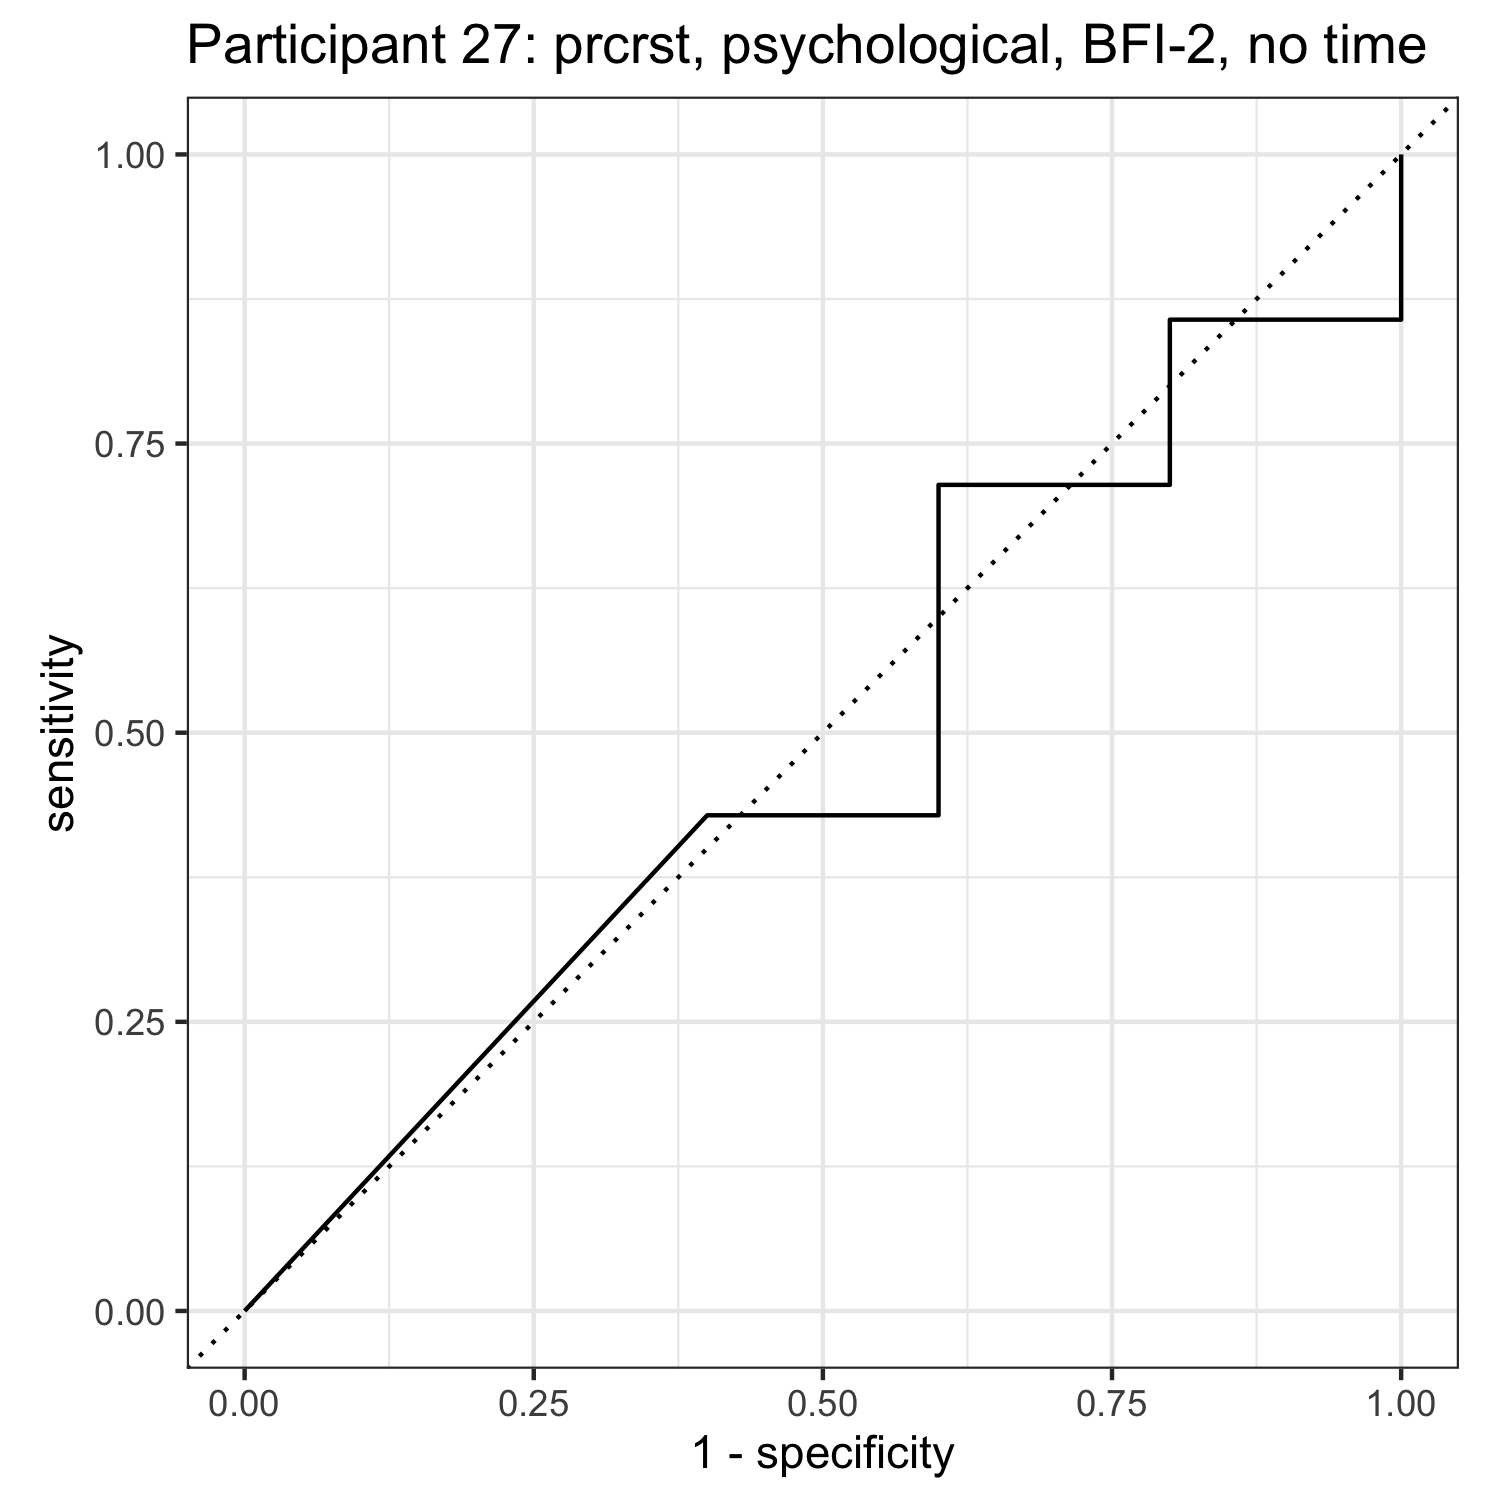 Participant 27: prcrst, psychological, BFI-2, no time
1.00
0.75
0.50
0.25
0.00
sensitivity
0.00 0.25 0.50 0.75 1.00
1 - specificity